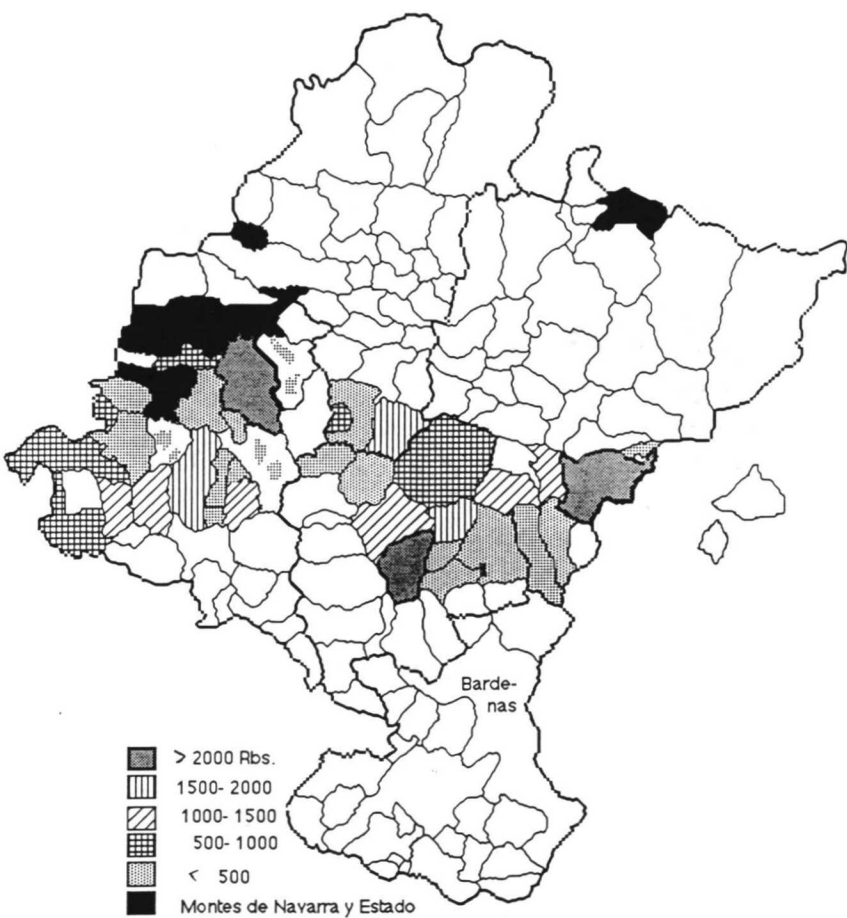 Barde-
nas
> 2000 Rbs.
1500- 2000
1000- 1500
500- 1000
< 500
Montes de Navarra y Estado